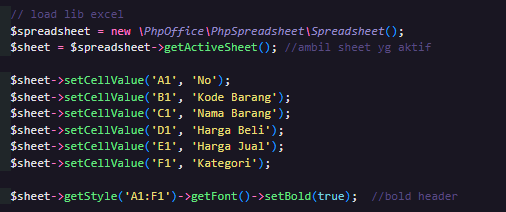 // load lib excel
$spreadsheet = new \PhpOffice\PhpSpreadsheet\Spreadsheet();
$sheet = $spreadsheet->getActiveSheet(); //ambil sheet yg aktif
$sheet->setCellValue('A1', 'No');
$sheet->setCellValue('B1', 'Kode Barang');
$sheet->setCellValue('C1', 'Nama Barang');
$sheet->setCellValue('D1', 'Harga Beli');
$sheet->setCellValue('E1', 'Harga Jual');
$sheet->setCellValue('F1', 'Kategori');
$sheet->getStyle('A1:F1')->getFont()->setBold(true);  //bold header